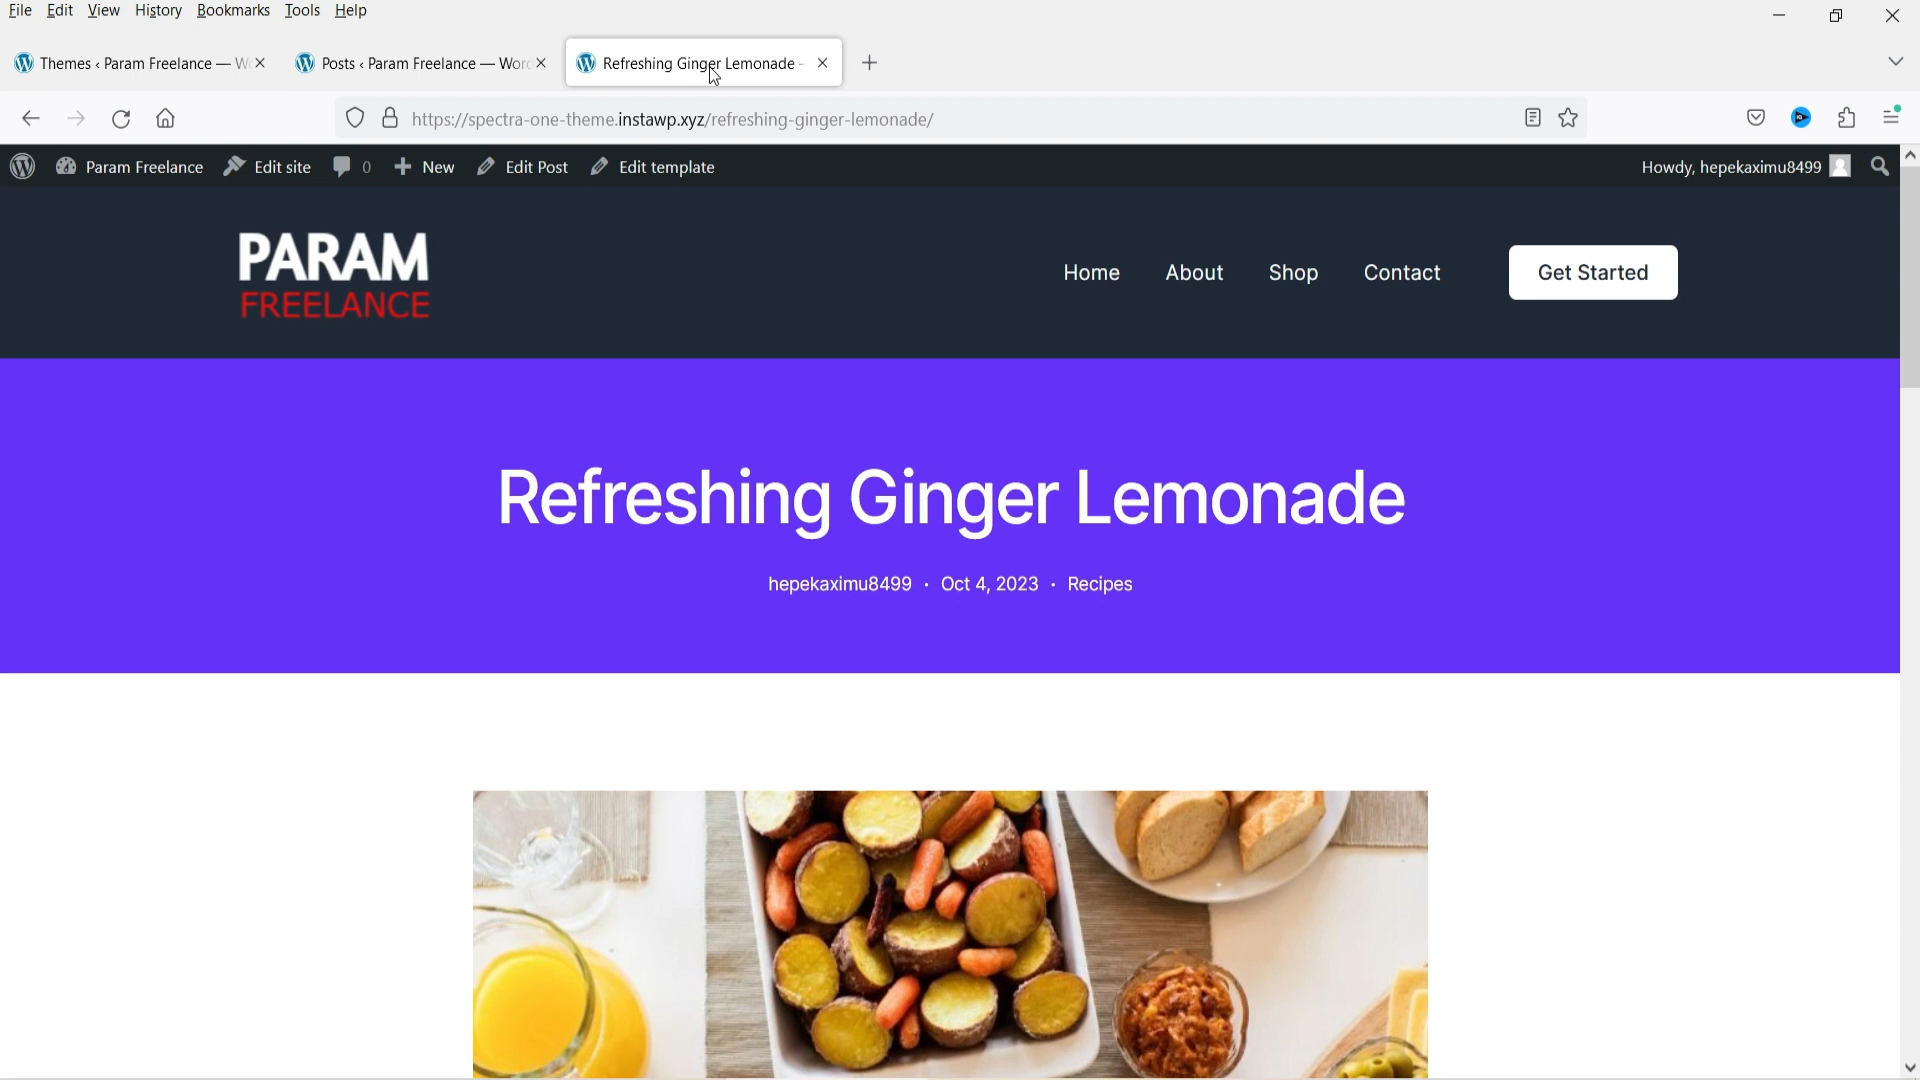 File Edit View History Bookmarks Tools Help
Themes ‹ Param Freelance — W
Posts ‹ Param Freelance — Wor
Refreshing Ginger Lemonade -
https://spectra-one-theme.instawp.xyz/refreshing-ginger-lemonade/
Param Freelance Edit site 0 New Edit Post Edit template Howdy, hepekaximu8499
PARAM
FREELANCE
Home About Shop Contact Get Started
Refreshing Ginger Lemonade
hepekaximu8499 · Oct 4, 2023 · Recipes